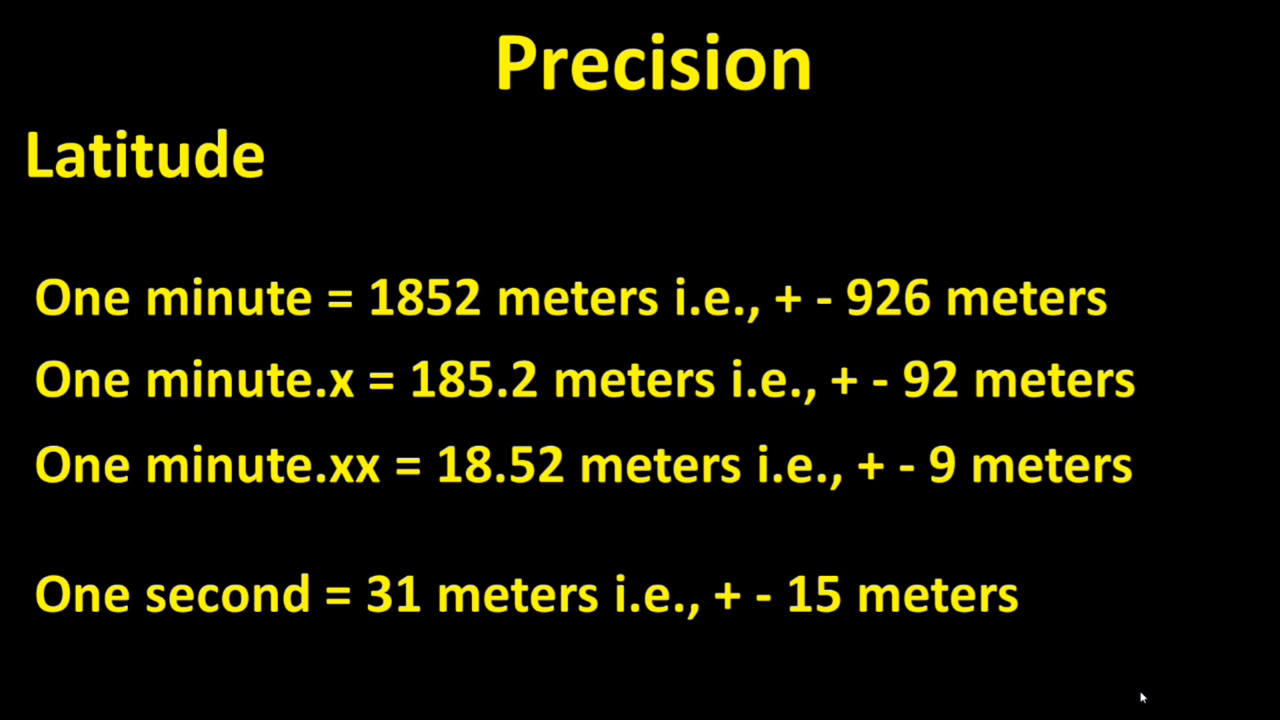 Precision
Latitude
One minute = 1852 meters i.e., + - 926 meters
One minute.x = 185.2 meters i.e., + - 92 meters
One minute.xx = 18.52 meters i.e., + - 9 meters
One second = 31 meters i.e., + - 15 meters